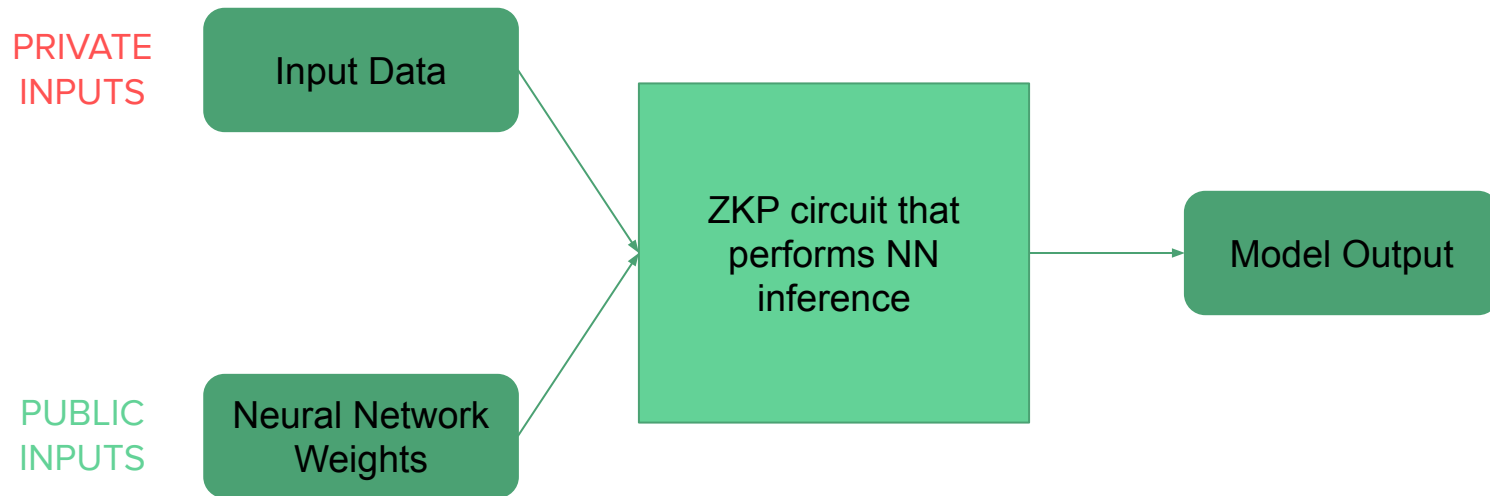 PRIVATE
INPUTS
Input Data
ZKP circuit that
performs NN
inference
Model Output
PUBLIC
INPUTS
Neural Network
Weights